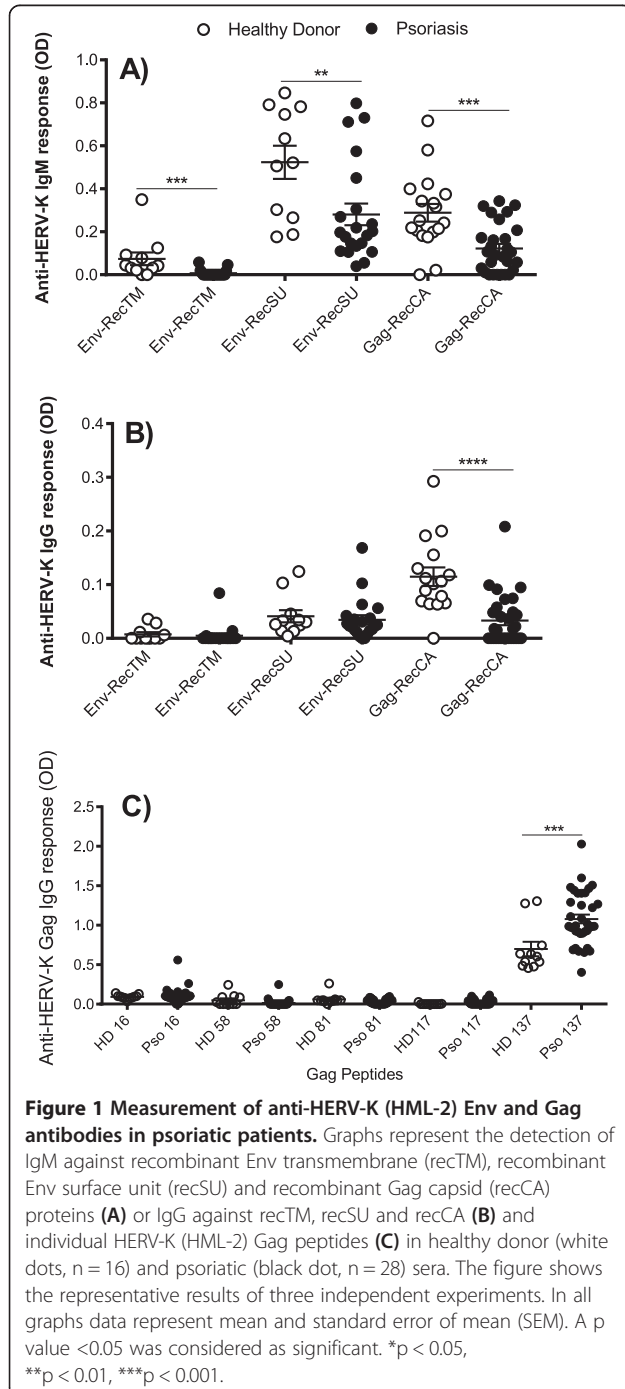 Healthy Donor Psoriasis
A)
Anti-HERV-K IgM response (OD)
1.0
0.8
0.6
0.4
0.2
0.0
***
**
***
Env-RecTM Env-RecTM Env-RecSU Env-RecSU Gag-RecCA Gag-RecCA
B)
Anti-HERV-K IgG response (OD)
0.4
0.3
0.2
0.1
0.0
****
Env-RecTM Env-RecTM Env-RecSU Env-RecSU Gag-RecCA Gag-RecCA
C)
Anti-HERV-K Gag IgG response (OD)
2.5
2.0
1.5
1.0
0.5
0.0
***
HD 16 Pso 16 HD 58 Pso 58 HD 81 Pso 81 HD117 Pso 117 HD 137 Pso 137
Gag Peptides
Figure 1 Measurement of anti-HERV-K (HML-2) Env and Gag
antibodies in psoriatic patients. Graphs represent the detection of
IgM against recombinant Env transmembrane (recTM), recombinant
Env surface unit (recSU) and recombinant Gag capsid (recCA)
proteins (A) or IgG against recTM, recSU and recCA (B) and
individual HERV-K (HML-2) Gag peptides (C) in healthy donor (white
dots, n = 16) and psoriatic (black dot, n = 28) sera. The figure shows
the representative results of three independent experiments. In all
graphs data represent mean and standard error of mean (SEM). A p
value <0.05 was considered as significant. *p < 0.05,
**p < 0.01, ***p < 0.001.